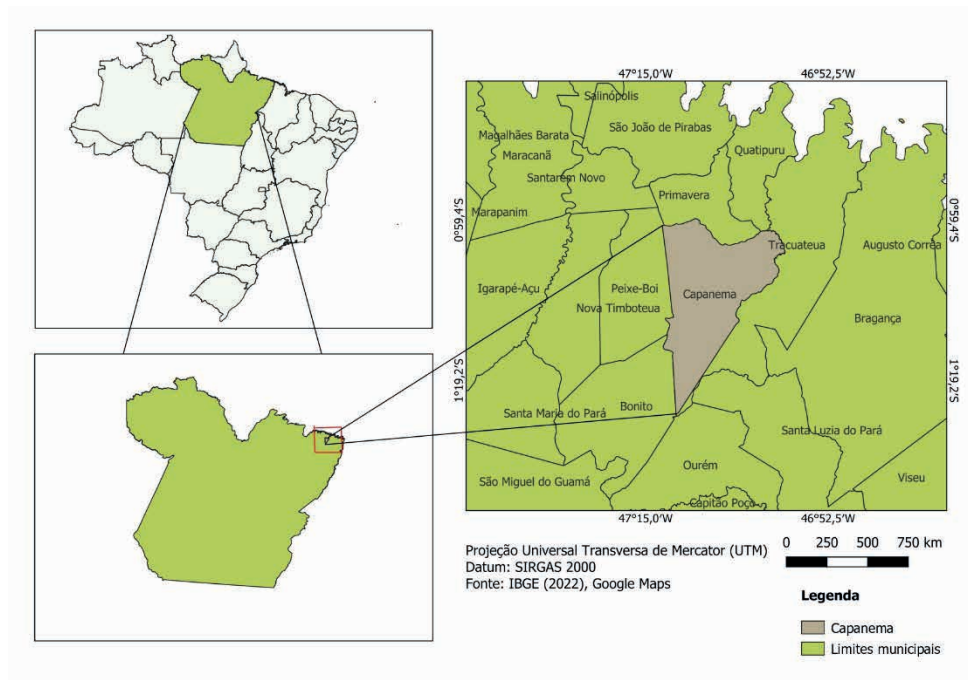 47°15,0'W 46°52,5'W
Salinópolis
São João de Pirabas
Magalhães Barata
Quatipuru
Maracanã
Santarém Novo
Primavera
Marapanim
0°59,4'S
0°59,4'S
Tracuateua
Augusto Corrêa
Igarapé-Açu
Peixe-Boi
Capanema
Nova Timboteua
Bragança
1°19,2'S
1°19,2'S
Santa Maria do Pará
Bonito
Santa Luzia do Pará
Ourém
São Miguel do Guamá
Viseu
Capitão Poço
47°15,0'W 46°52,5'W
Projeção Universal Transversa de Mercator (UTM)
Datum: SIRGAS 2000
Fonte: IBGE (2022), Google Maps
0 250 500 750 km
Legenda
Capanema
Limites municipais